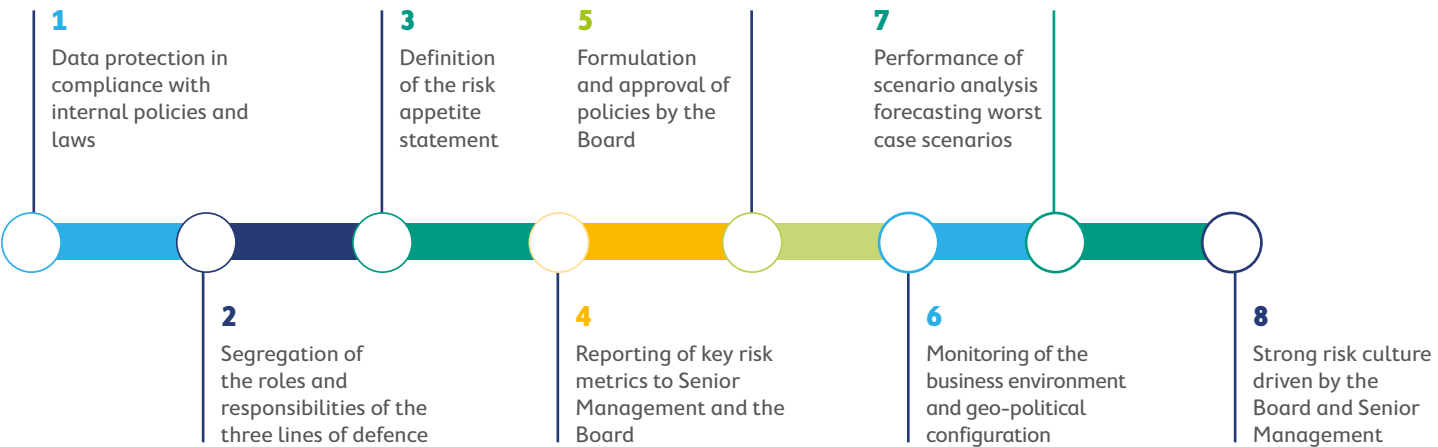 1
Data protection in
compliance with
internal policies and
laws
2
Segregation of
the roles and
responsibilities of the
three lines of defence
3
Definition
of the risk
appetite
statement
4
Reporting of key risk
metrics to Senior
Management and the
Board
5
Formulation
and approval of
policies by the
Board
6
Monitoring of the
business environment
and geo-political
configuration
7
Performance of
scenario analysis
forecasting worst
case scenarios
8
Strong risk culture
driven by the
Board and Senior
Management